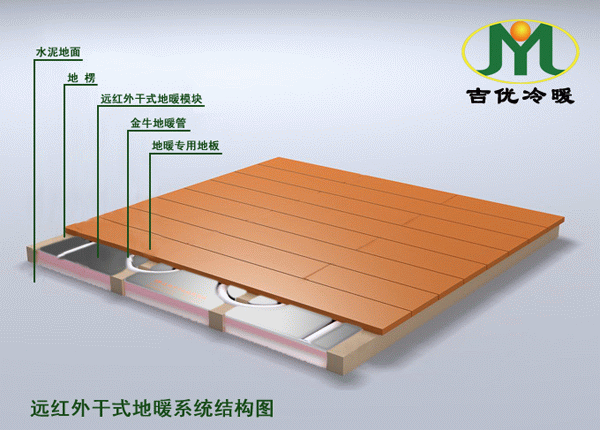 水泥地面
地 楞
远红外干式地暖模块
金牛地暖管
地暖专用地板
JYL
吉优冷暖
远红外干式地暖系统结构图